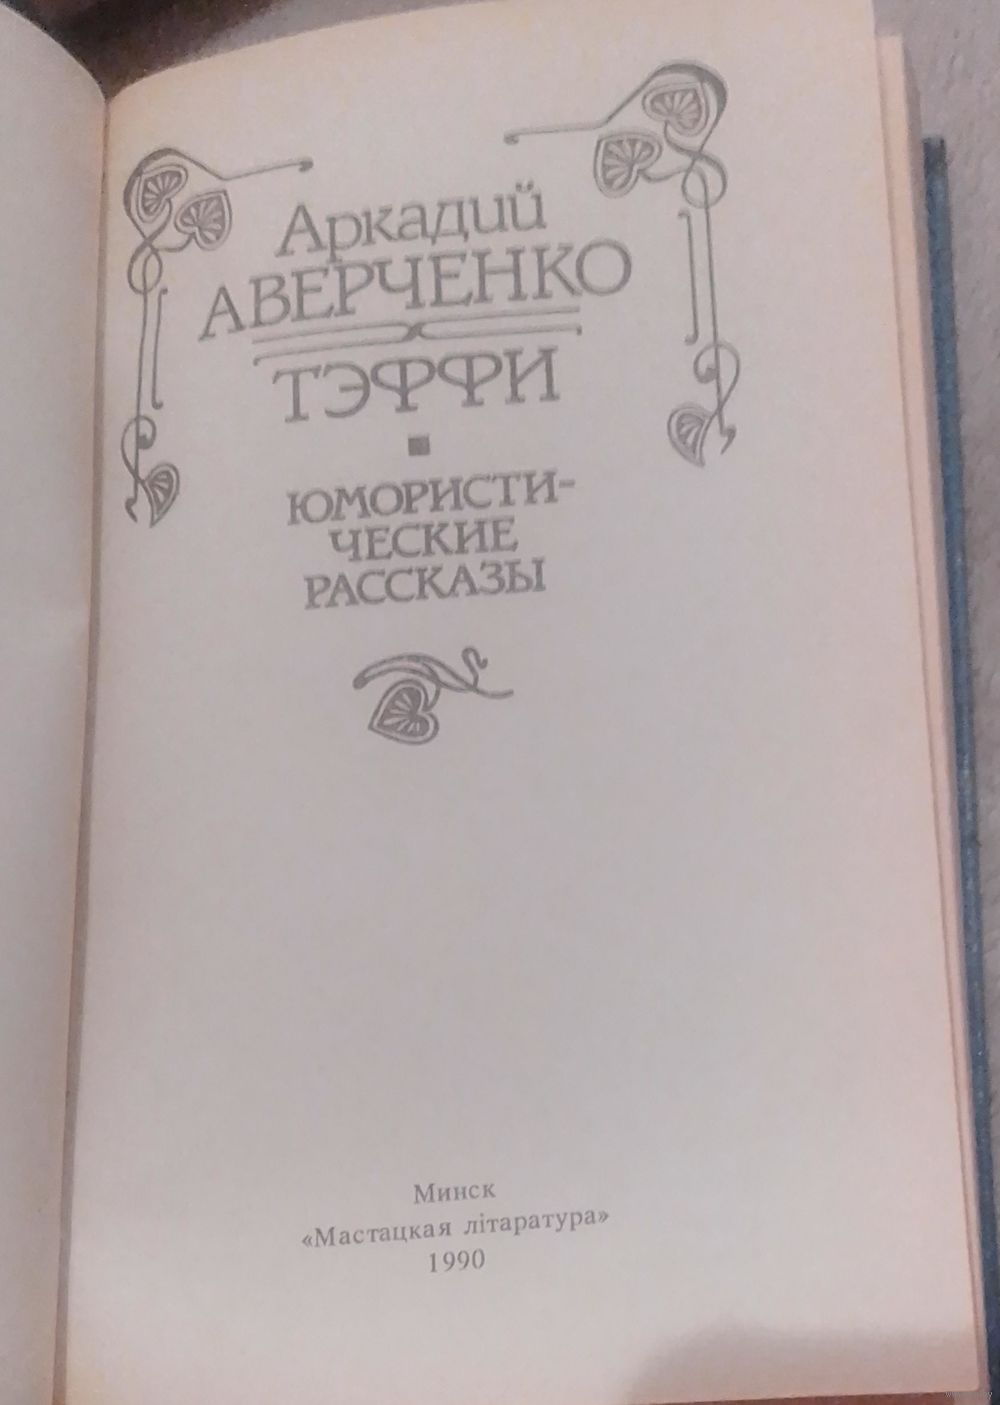 Аркадий
АВЕРЧЕНКО
ТЭФФИ
ЮМОРИСТИ-
ЧЕСКИЕ
РАССКАЗЫ
Минск
«Мастацкая літаратура»
1990